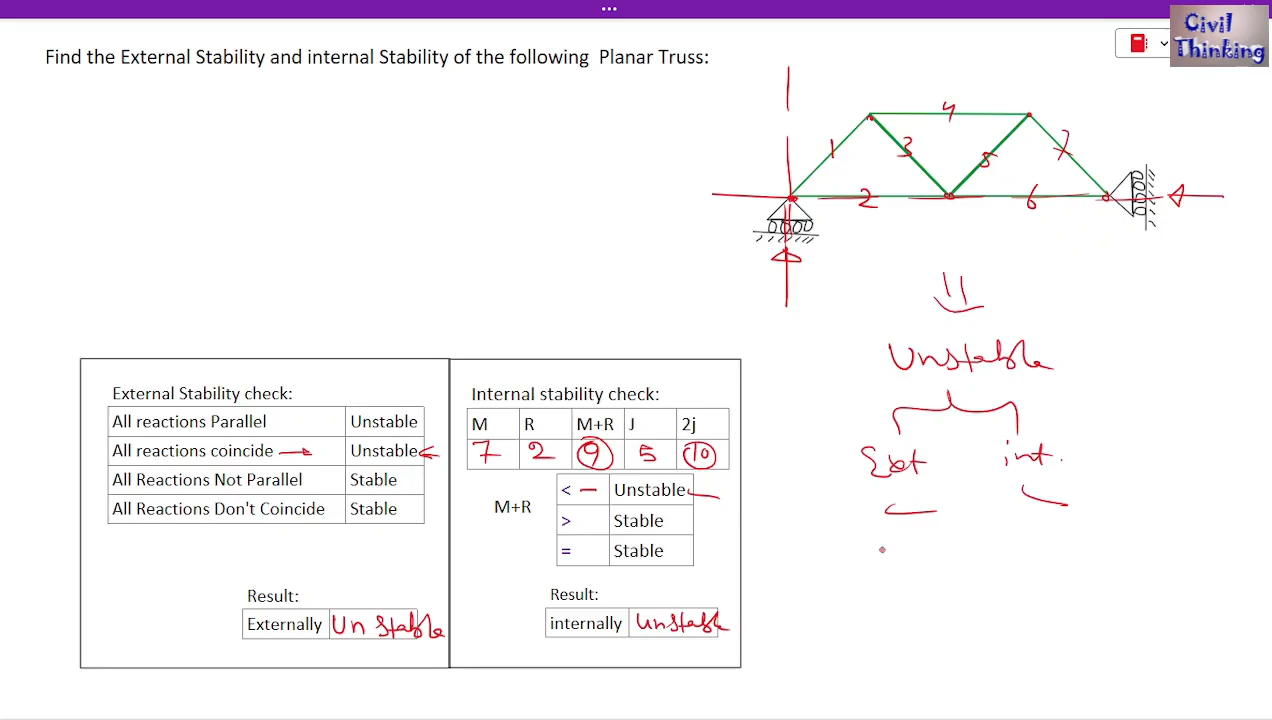 Civil
Thinking
Find the External Stability and internal Stability of the following Planar Truss:
4
1
3
5
7
2
6
Unstable
Ext
int.
External Stability check:
All reactions Parallel Unstable
All reactions coincide Unstable
All Reactions Not Parallel Stable
All Reactions Don't Coincide Stable
Result:
Externally Unstable
Internal stability check:
M R M+R J 2j
7 2 9 5 10
M+R
< Unstable
> Stable
= Stable
Result:
internally Unstable